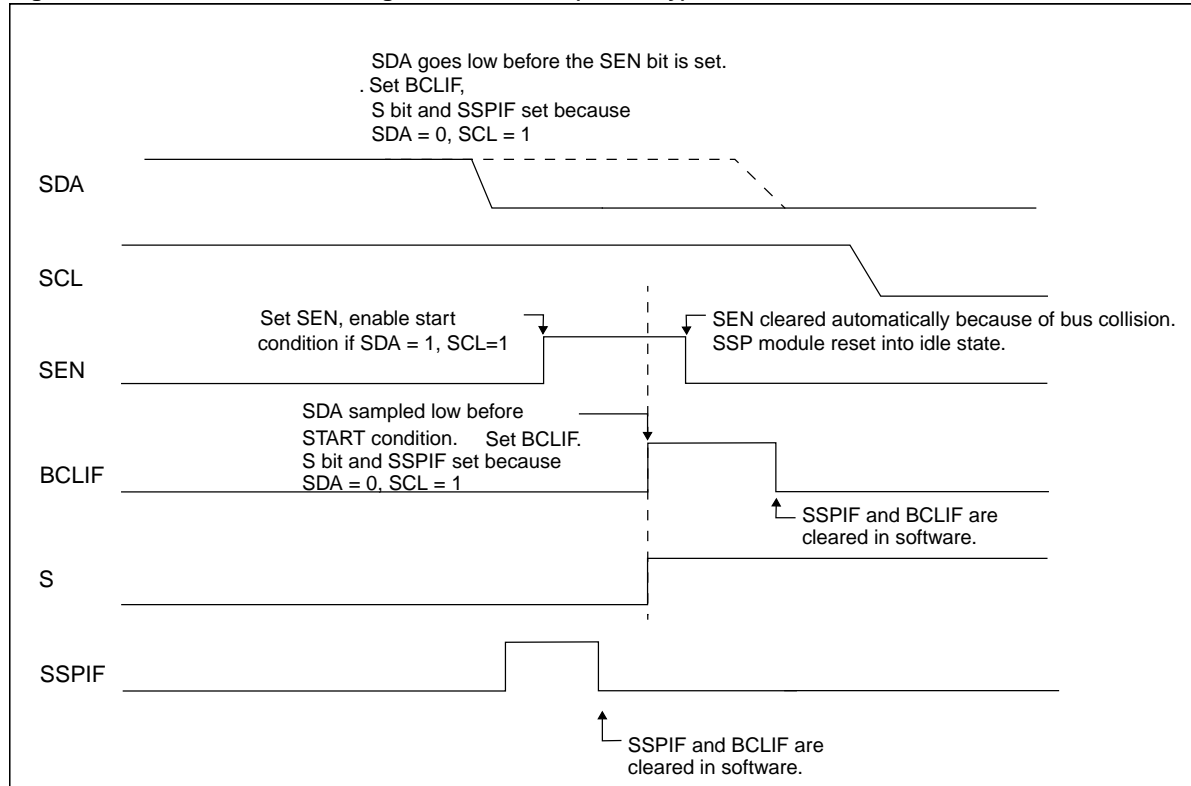 SDA goes low before the SEN bit is set.
. Set BCLIF,
S bit and SSPIF set because
SDA = 0, SCL = 1
SDA
SCL
Set SEN, enable start
condition if SDA = 1, SCL=1
SEN cleared automatically because of bus collision.
SSP module reset into idle state.
SEN
SDA sampled low before
START condition. Set BCLIF.
S bit and SSPIF set because
SDA = 0, SCL = 1
BCLIF
SSPIF and BCLIF are
cleared in software.
S
SSPIF
SSPIF and BCLIF are
cleared in software.